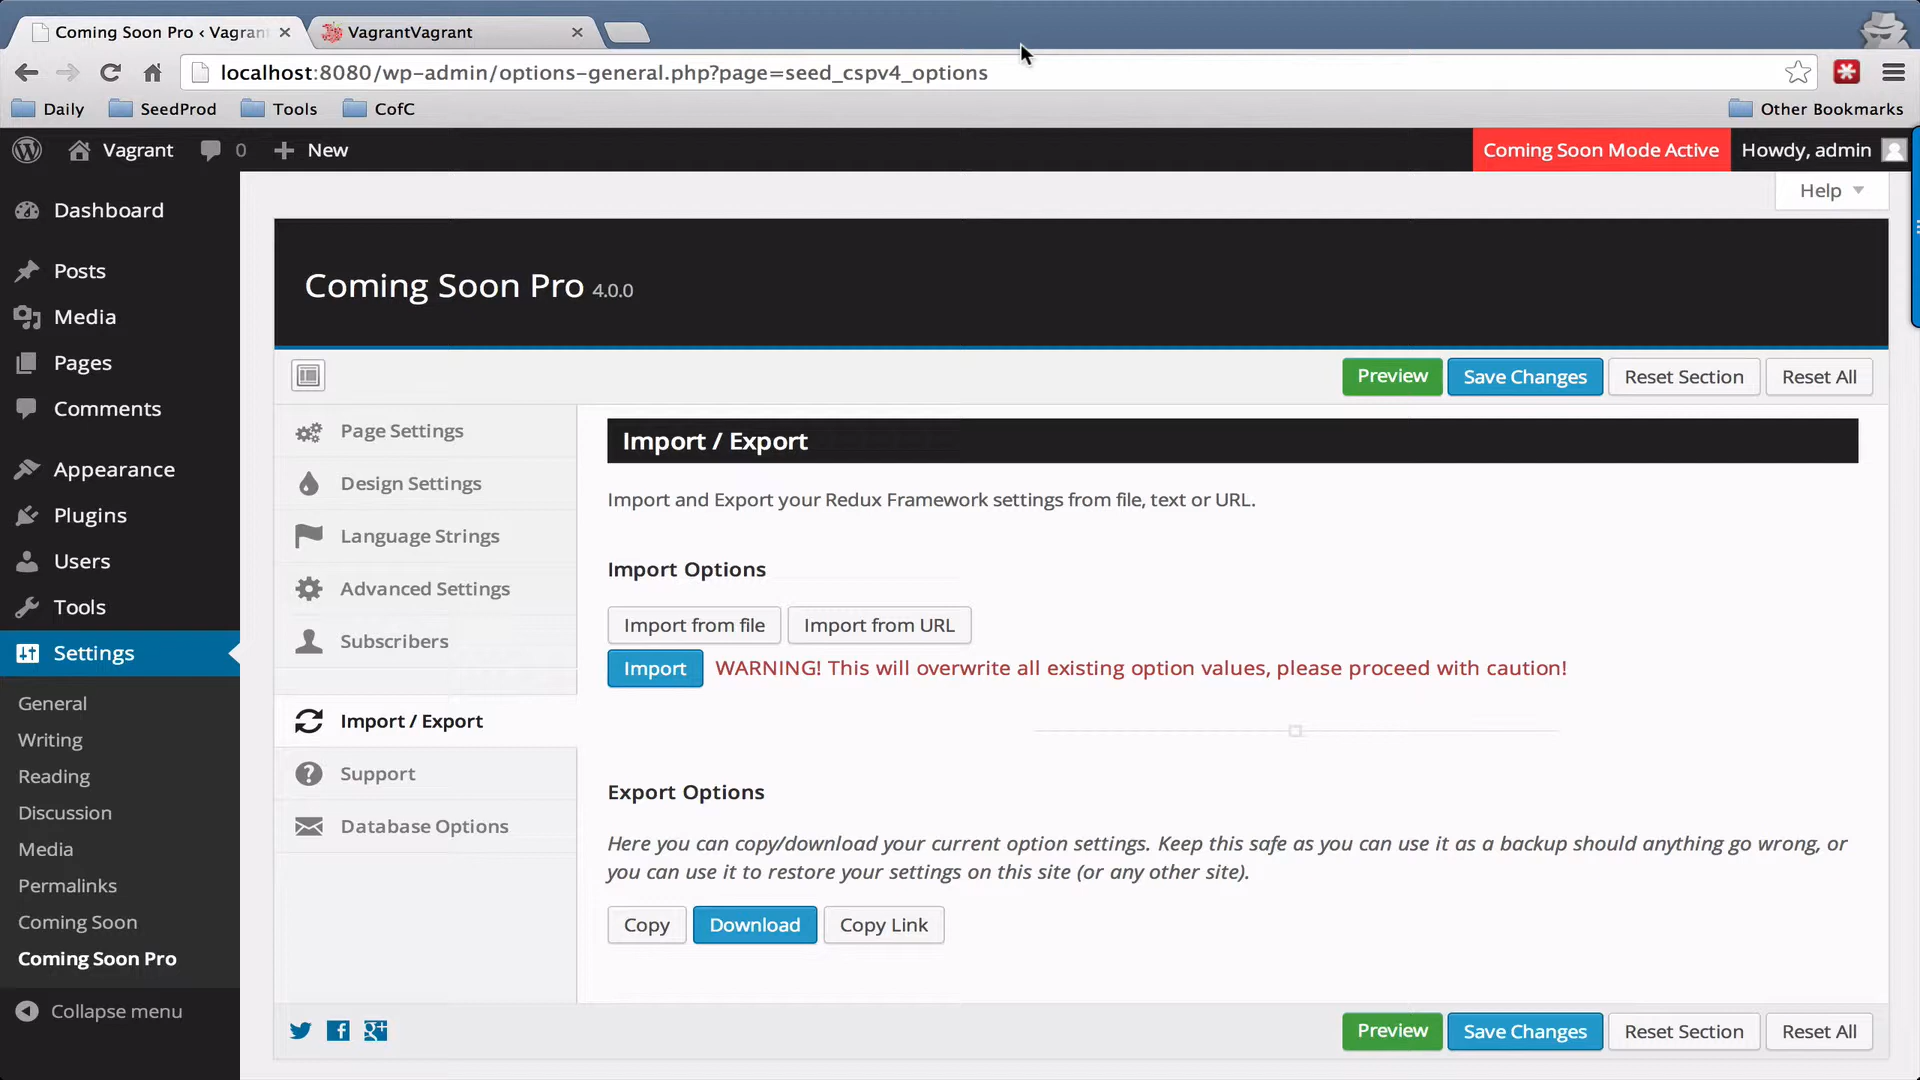 Coming Soon Pro ‹ Vagran
VagrantVagrant
localhost:8080/wp-admin/options-general.php?page=seed_cspv4_options
Daily
SeedProd
Tools
CofC
Other Bookmarks
Vagrant
0
New
Coming Soon Mode Active
Howdy, admin
Help
Dashboard
Posts
Media
Pages
Comments
Appearance
Plugins
Users
Tools
Settings
General
Writing
Reading
Discussion
Media
Permalinks
Coming Soon
Coming Soon Pro
Collapse menu
Coming Soon Pro 4.0.0
Preview
Save Changes
Reset Section
Reset All
Page Settings
Design Settings
Language Strings
Advanced Settings
Subscribers
Import / Export
Support
Database Options
Import / Export
Import and Export your Redux Framework settings from file, text or URL.
Import Options
Import from file
Import from URL
Import
WARNING! This will overwrite all existing option values, please proceed with caution!
Export Options
Here you can copy/download your current option settings. Keep this safe as you can use it as a backup should anything go wrong, or
you can use it to restore your settings on this site (or any other site).
Copy
Download
Copy Link
Preview
Save Changes
Reset Section
Reset All